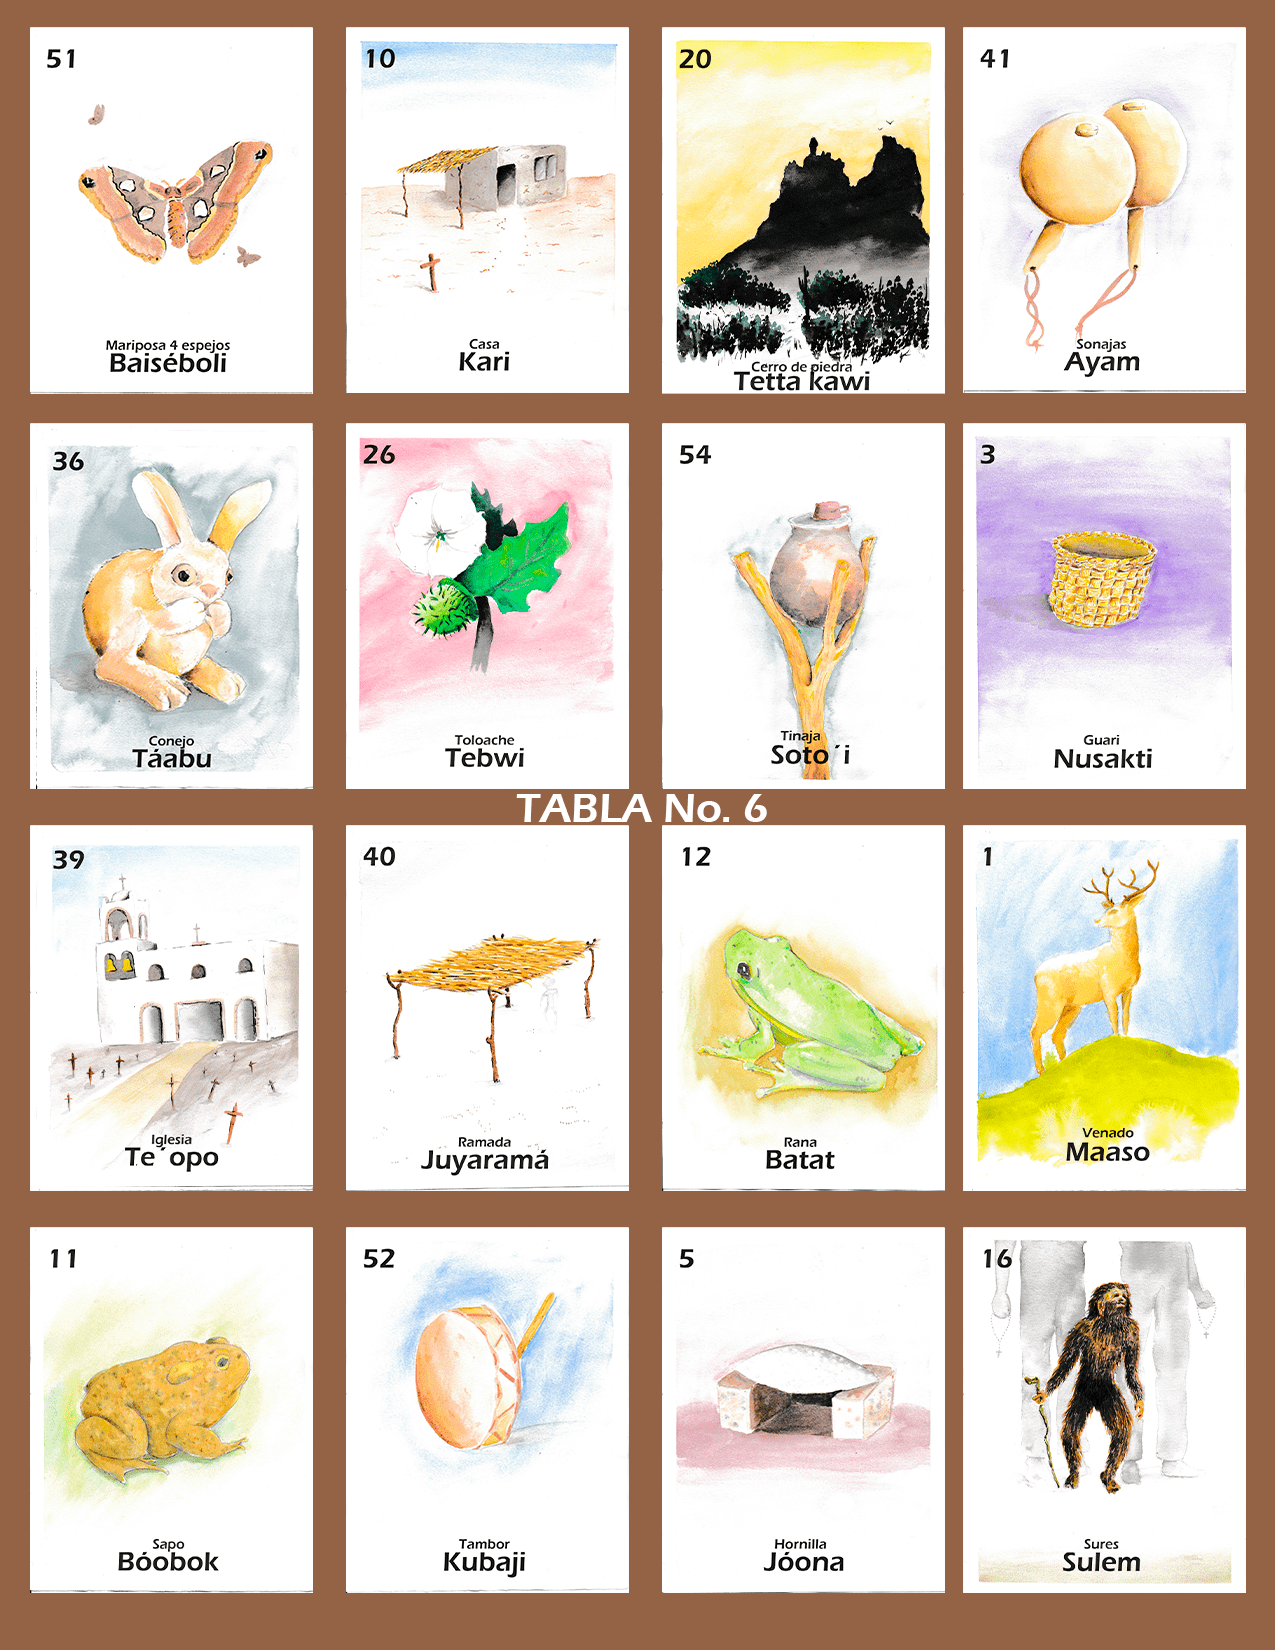 51
Mariposa 4 espejos
Baiséboli
10
Casa
Kari
20
Cerro de piedra
Tetta kawi
41
Sonajas
Ayam
36
Conejo
Táabu
26
Toloache
Tebwi
54
Tinaja
Soto´i
3
Guari
Nusakti
TABLA No. 6
39
Iglesia
Te´opo
40
Ramada
Juyaramá
12
Rana
Batat
1
Venado
Maaso
11
Sapo
Bóobok
52
Tambor
Kubaji
5
Hornilla
Jóona
16
Sures
Sulem